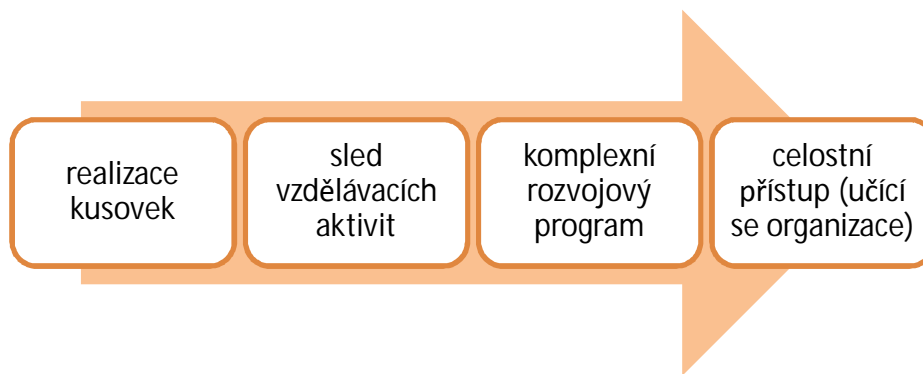 realizace
kusovek
sled
vzdělávacích
aktivit
komplexní
rozvojový
program
celostní
přístup (učící
se organizace)